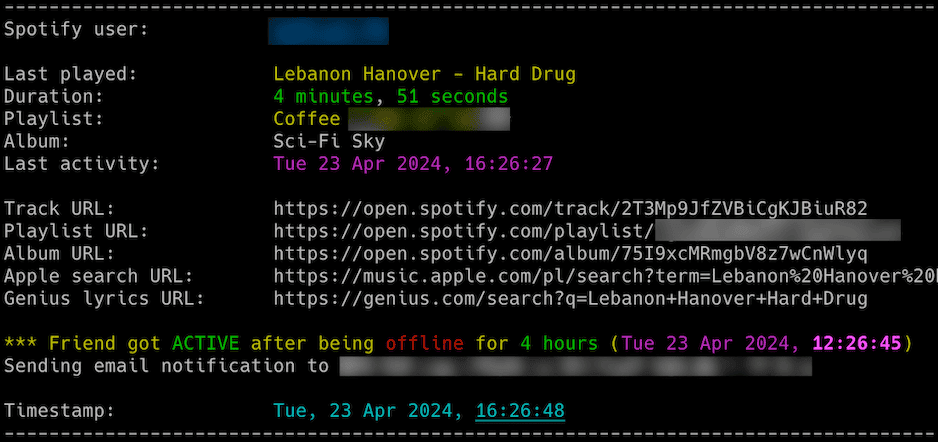 Spotify user:
Last played: Lebanon Hanover - Hard Drug
Duration: 4 minutes, 51 seconds
Playlist: Coffee
Album: Sci-Fi Sky
Last activity: Tue 23 Apr 2024, 16:26:27
Track URL: https://open.spotify.com/track/2T3Mp9JfZVBiCgKJBiuR82
Playlist URL: https://open.spotify.com/playlist/
Album URL: https://open.spotify.com/album/75I9xcMRmgbV8z7wCnWlyq
Apple search URL: https://music.apple.com/pl/search?term=Lebanon%20Hanover%20
Genius lyrics URL: https://genius.com/search?q=Lebanon+Hanover+Hard+Drug
*** Friend got ACTIVE after being offline for 4 hours (Tue 23 Apr 2024, 12:26:45)
Sending email notification to
Timestamp: Tue, 23 Apr 2024, 16:26:48